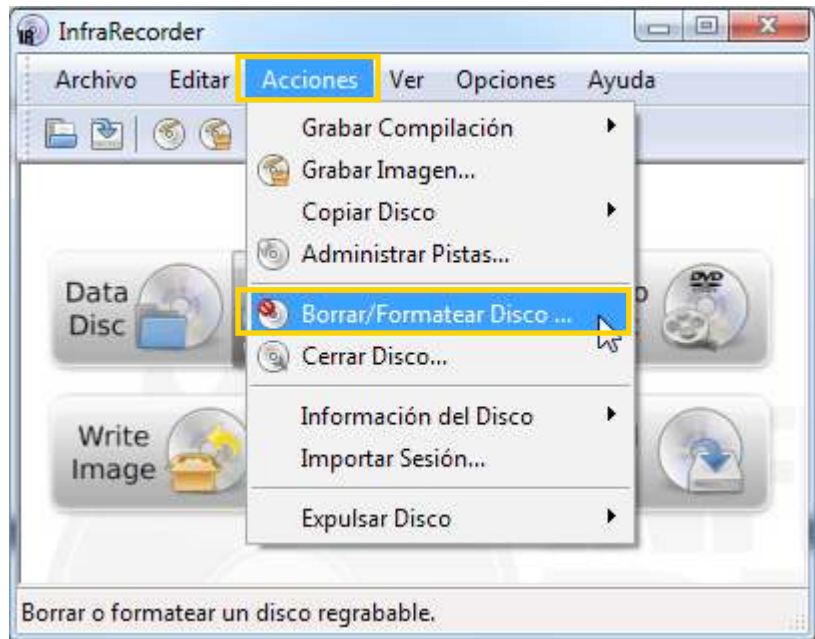 InfraRecorder
Archivo Editar Acciones Ver Opciones Ayuda
Grabar Compilación
Grabar Imagen...
Copiar Disco
Administrar Pistas...
Borrar/Formatear Disco ...
Cerrar Disco...
Información del Disco
Importar Sesión...
Expulsar Disco
Data
Disc
DVD
Write
Image
Borrar o formatear un disco regrabable.